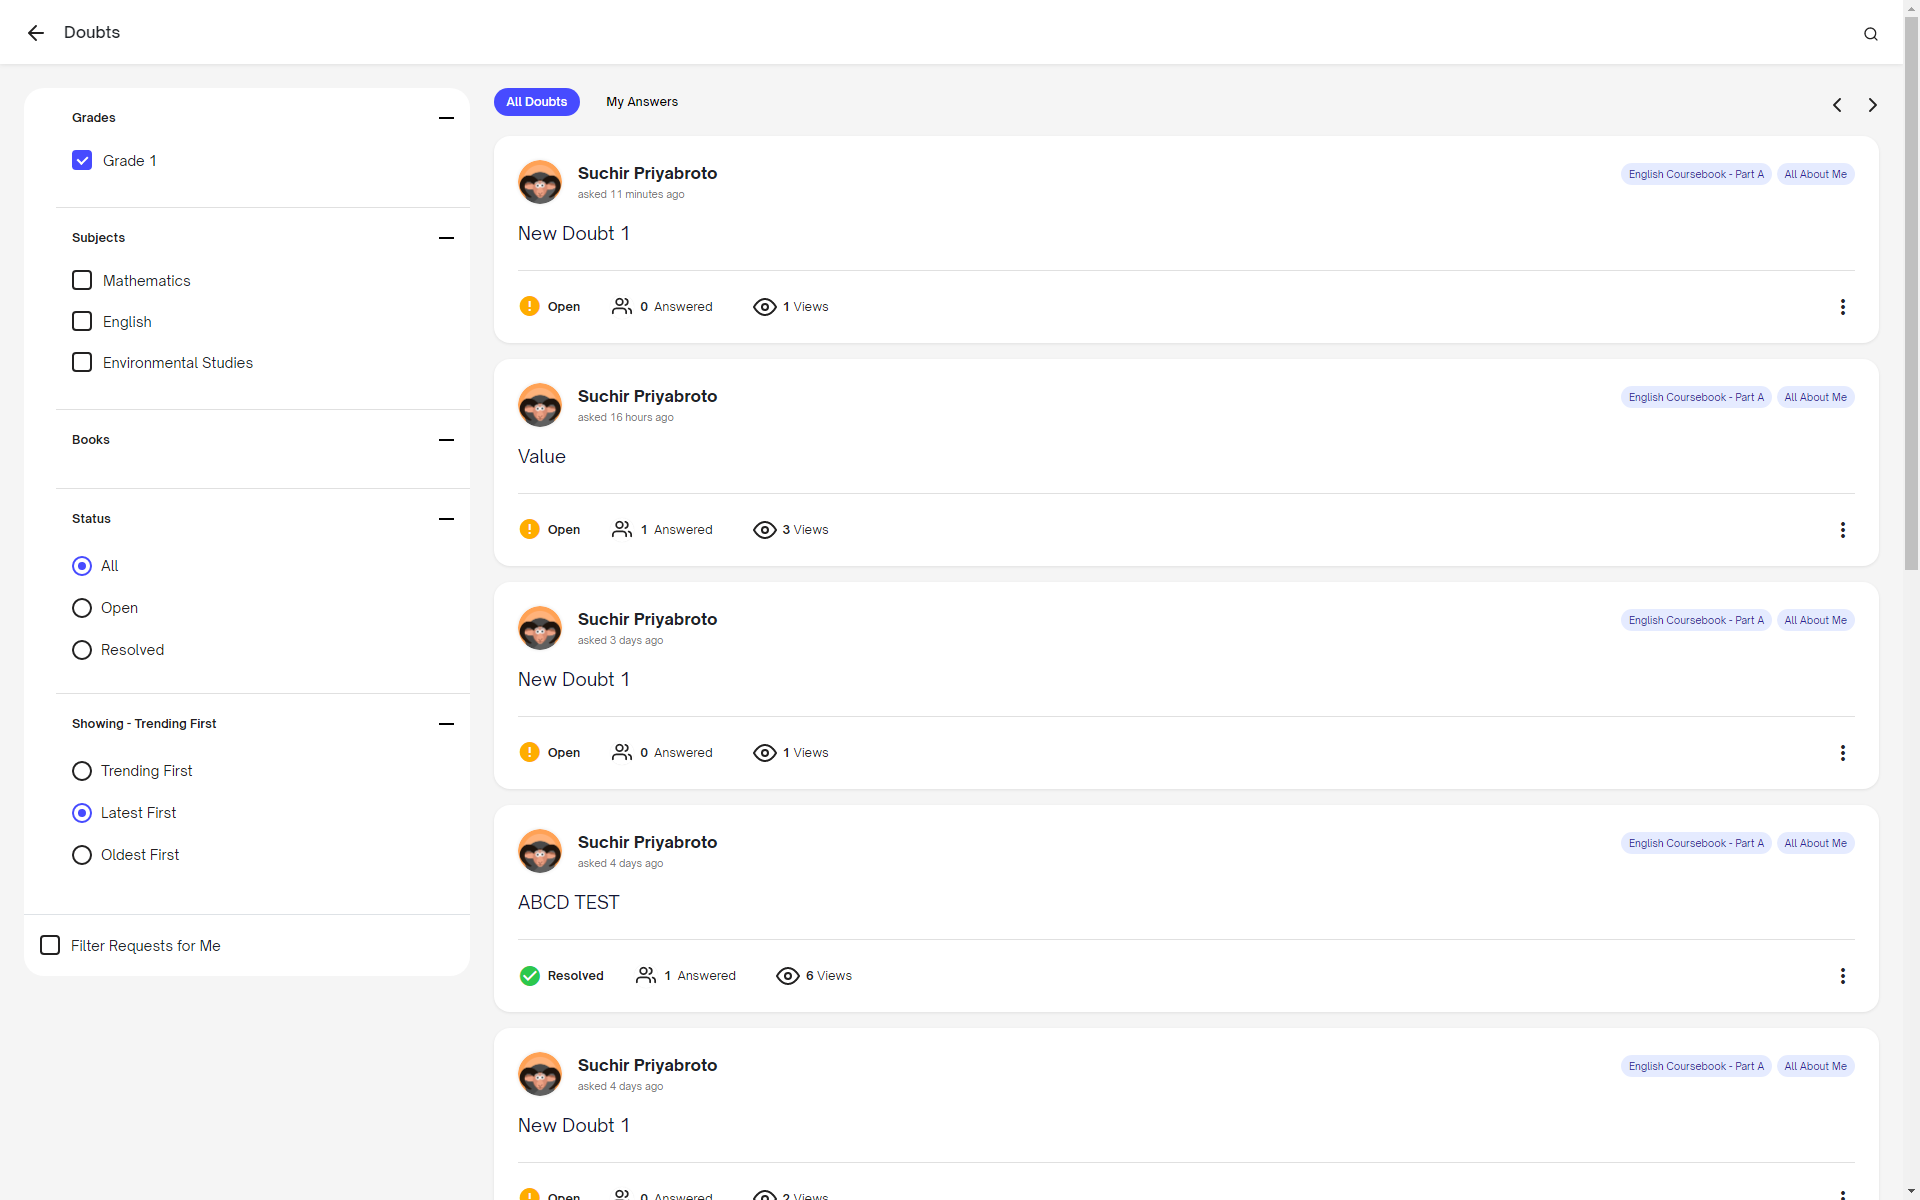 Doubts
Grades
Grade 1
Subjects
Mathematics
English
Environmental Studies
Books
Status
All
Open
Resolved
Showing - Trending First
Trending First
Latest First
Oldest First
Filter Requests for Me
All Doubts
My Answers
Suchir Priyabroto
asked 11 minutes ago
English Coursebook - Part A
All About Me
New Doubt 1
Open
0 Answered
1 Views
Suchir Priyabroto
asked 16 hours ago
English Coursebook - Part A
All About Me
Value
Open
1 Answered
3 Views
Suchir Priyabroto
asked 3 days ago
English Coursebook - Part A
All About Me
New Doubt 1
Open
0 Answered
1 Views
Suchir Priyabroto
asked 4 days ago
English Coursebook - Part A
All About Me
ABCD TEST
Resolved
1 Answered
6 Views
Suchir Priyabroto
asked 4 days ago
English Coursebook - Part A
All About Me
New Doubt 1
Open
0 Answered
2 Views